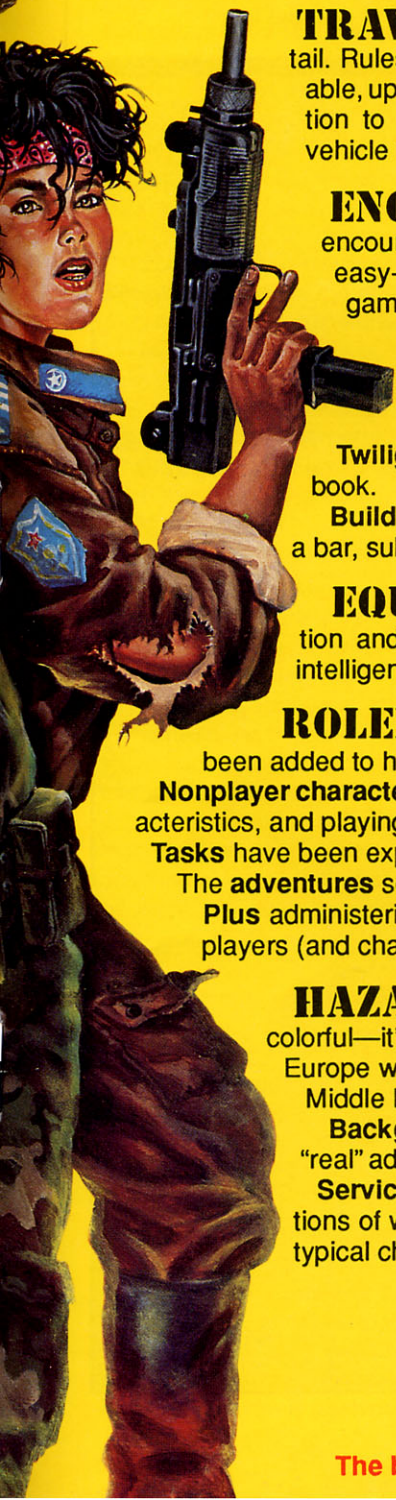 TRAV
tail. Rule
able, up
tion to
vehicle
ENC
encou
easy-
gam
Twilig
book.
Build
a bar, sul
EQU
tion and
intelligen
ROLE
been added to h
Nonplayer characte
acteristics, and playing
Tasks have been exp
The adventures s
Plus administeri
players (and cha
HAZA
colorful—it'
Europe w
Middle
Backg
"real" ad
Servic
tions of w
typical ch
The b